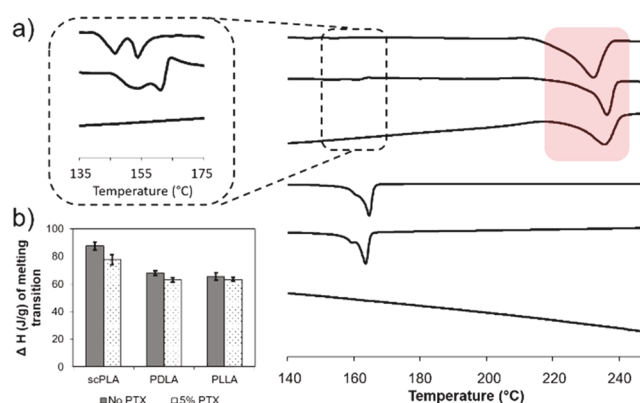 a)
135 155 175
Temperature (°C)
b)
Δ H (J/g) of melting
transition
100
80
60
40
20
0
scPLA PDLA PLLA
No PTX 5% PTX
140 160 180 200 220 240
Temperature (°C)